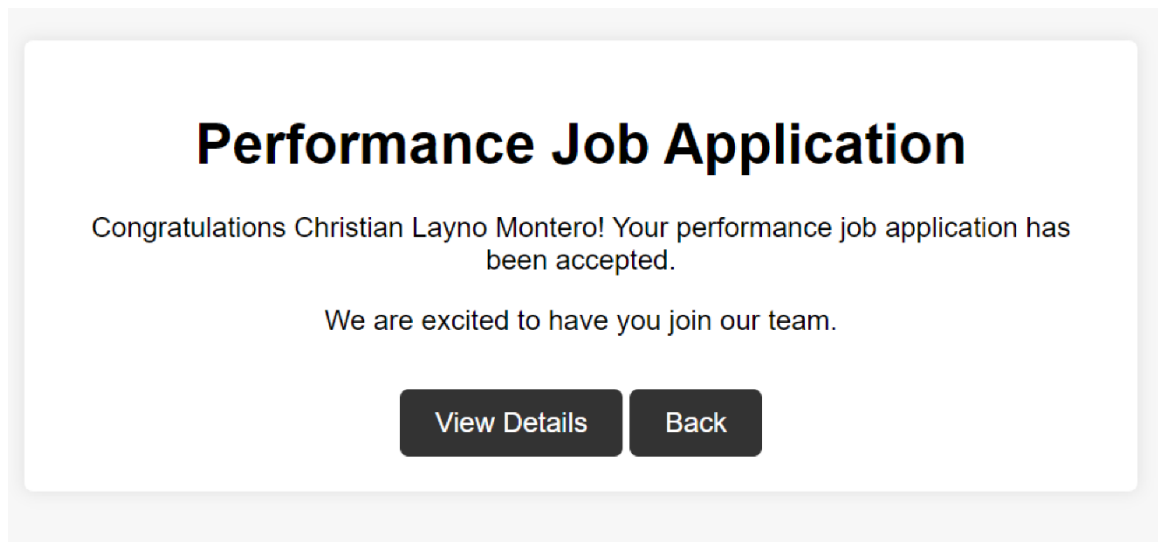 Performance Job Application
Congratulations Christian Layno Montero! Your performance job application has
been accepted.
We are excited to have you join our team.
View Details
Back